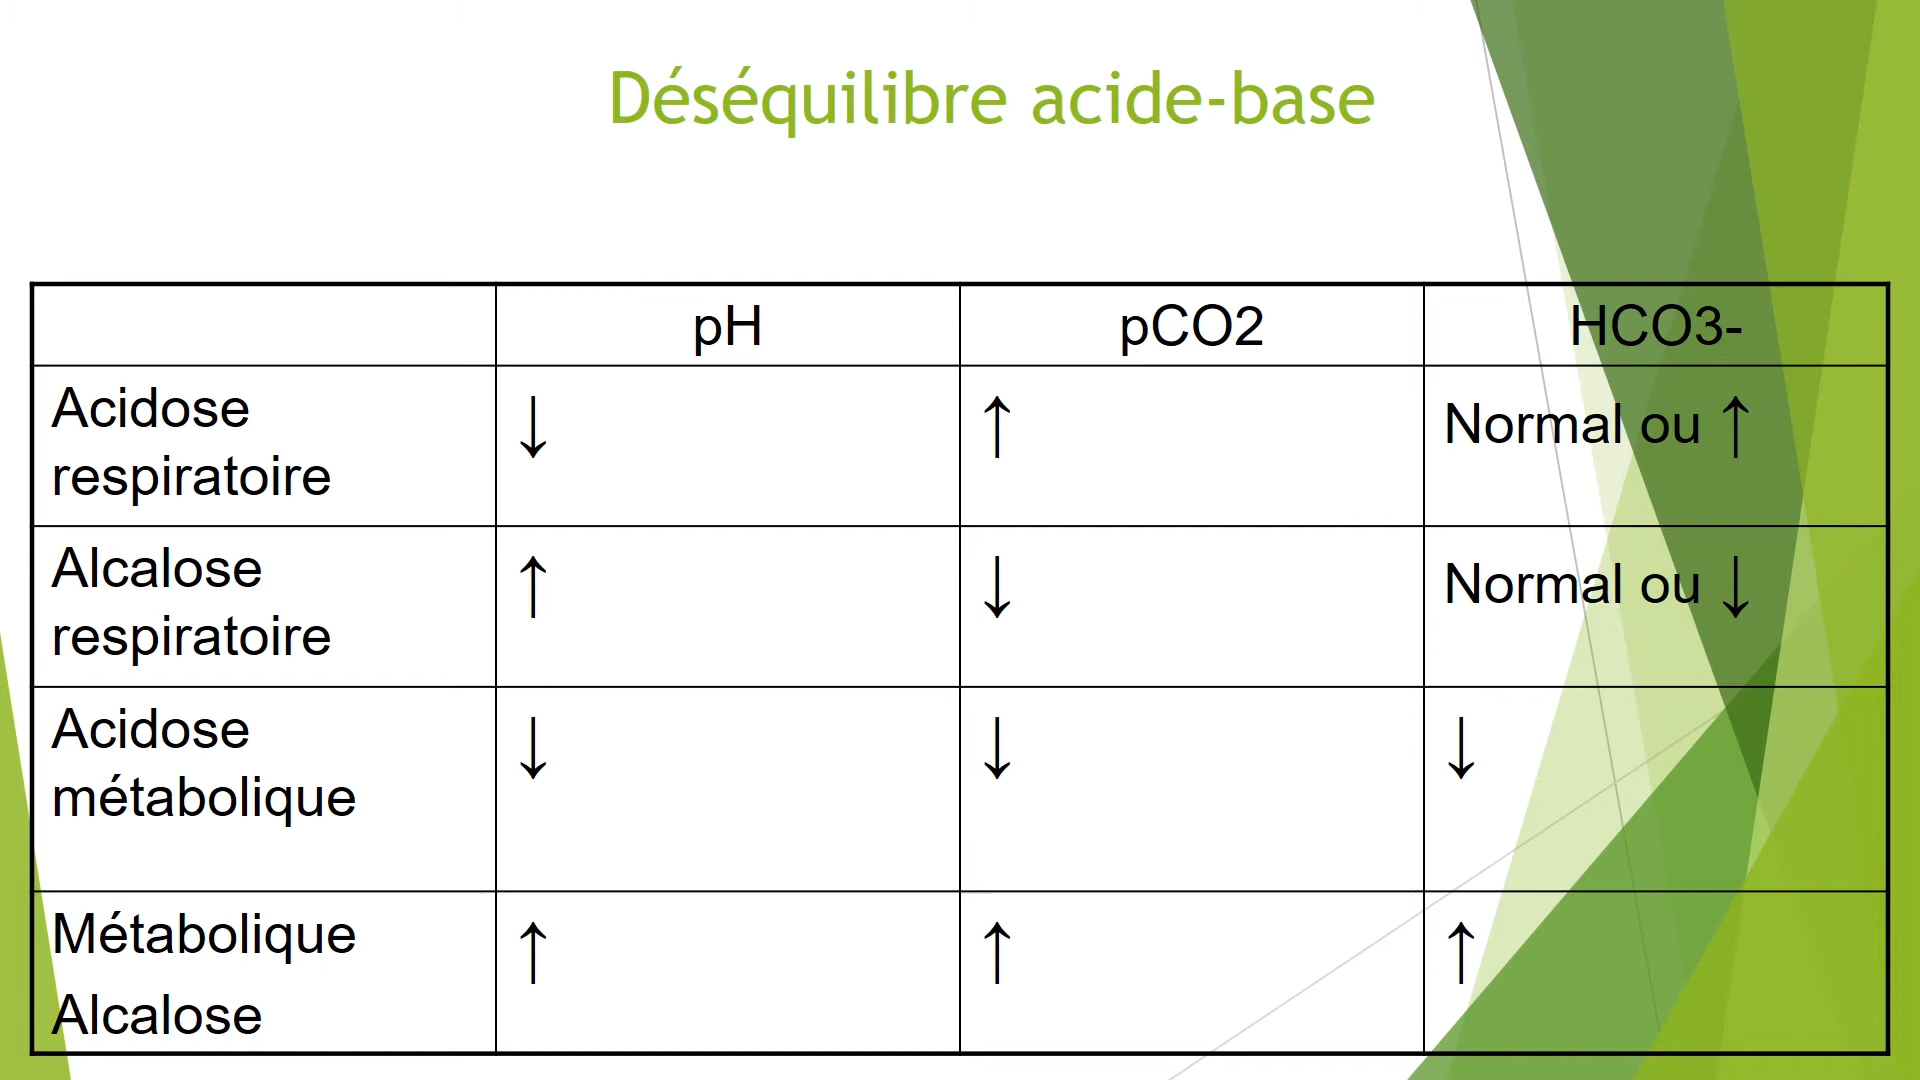 Déséquilibre acide-base
pH pCO2 HCO3-
Acidose
respiratoire
↓ ↑ Normal ou ↑
Alcalose
respiratoire
↑ ↓ Normal ou ↓
Acidose
métabolique
↓ ↓ ↓
Métabolique
Alcalose
↑ ↑ ↑